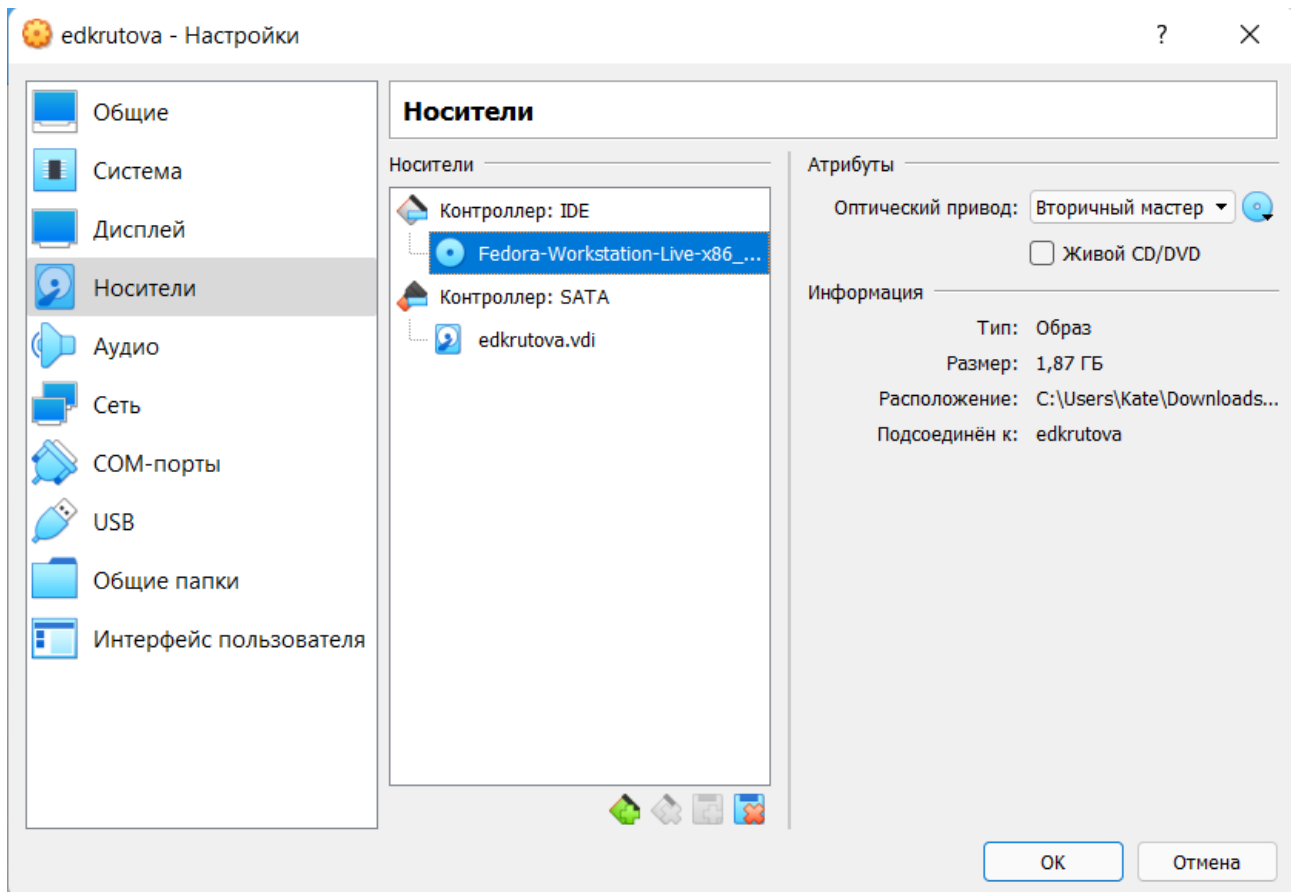 edkrutova - Настройки
?
Общие
Система
Дисплей
Носители
Аудио
Сеть
COM-порты
USB
Общие папки
Интерфейс пользователя
Носители
Носители
Контроллер: IDE
Fedora-Workstation-Live-x86_...
Контроллер: SATA
edkrutova.vdi
Атрибуты
Оптический привод: Вторичный мастер
Живой CD/DVD
Информация
Тип: Образ
Размер: 1,87 ГБ
Расположение: C:\Users\Kate\Downloads...
Подсоединён к: edkrutova
OK
Отмена